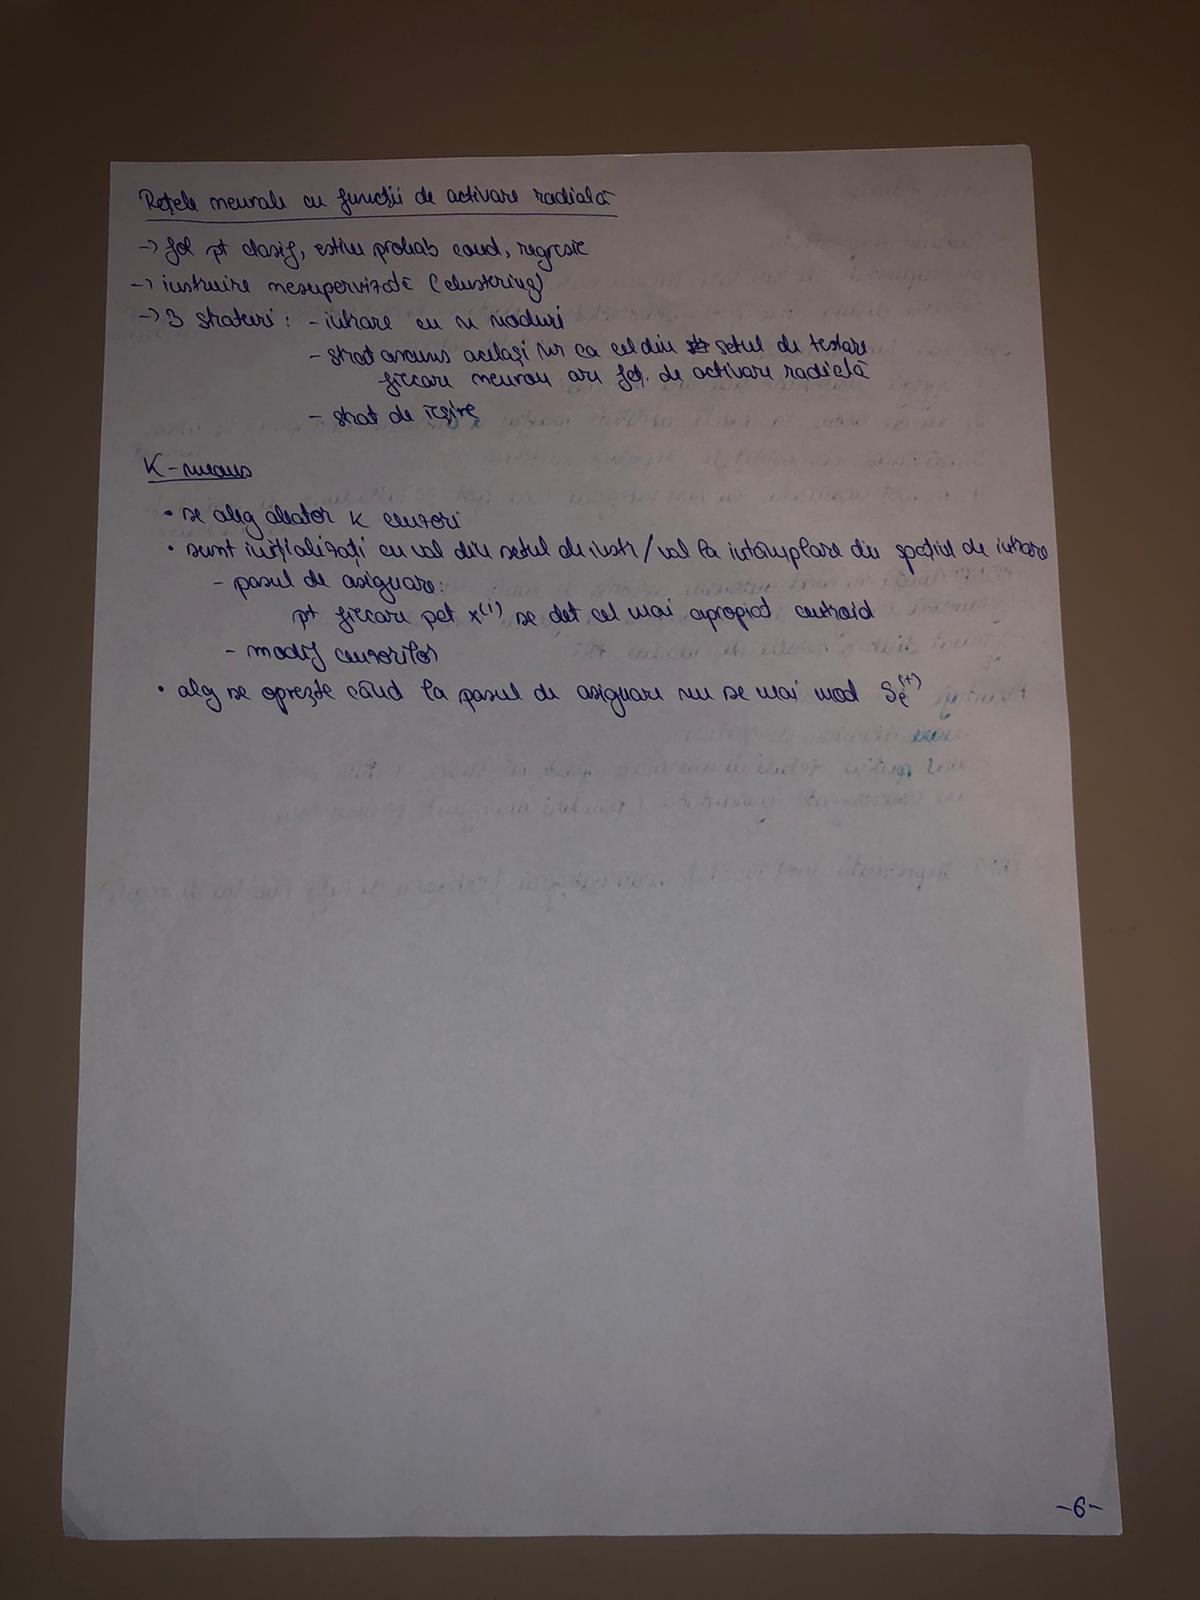 Rețele neurale cu funcții de activare radială
-> fol pt clasif, estim probab cond, regresie
-> instruire nesupervizată (clustering)
-> 3 straturi: - intrare cu n noduri
- strat ascuns același nr ca cel din setul de testare
fiecare neuron are fct. de activare radială
- strat de ieșire
K-means
• se aleg aleator K cenzori
• sunt inițializați cu val din setul de instr/val la întâmplare din spațiul de intrare
- pasul de asignare:
pt fiecare pct x(i) se det cel mai apropiat centroid
- modif cenzorilor
• alg se oprește când la pasul de asignare nu se mai mod
-6-